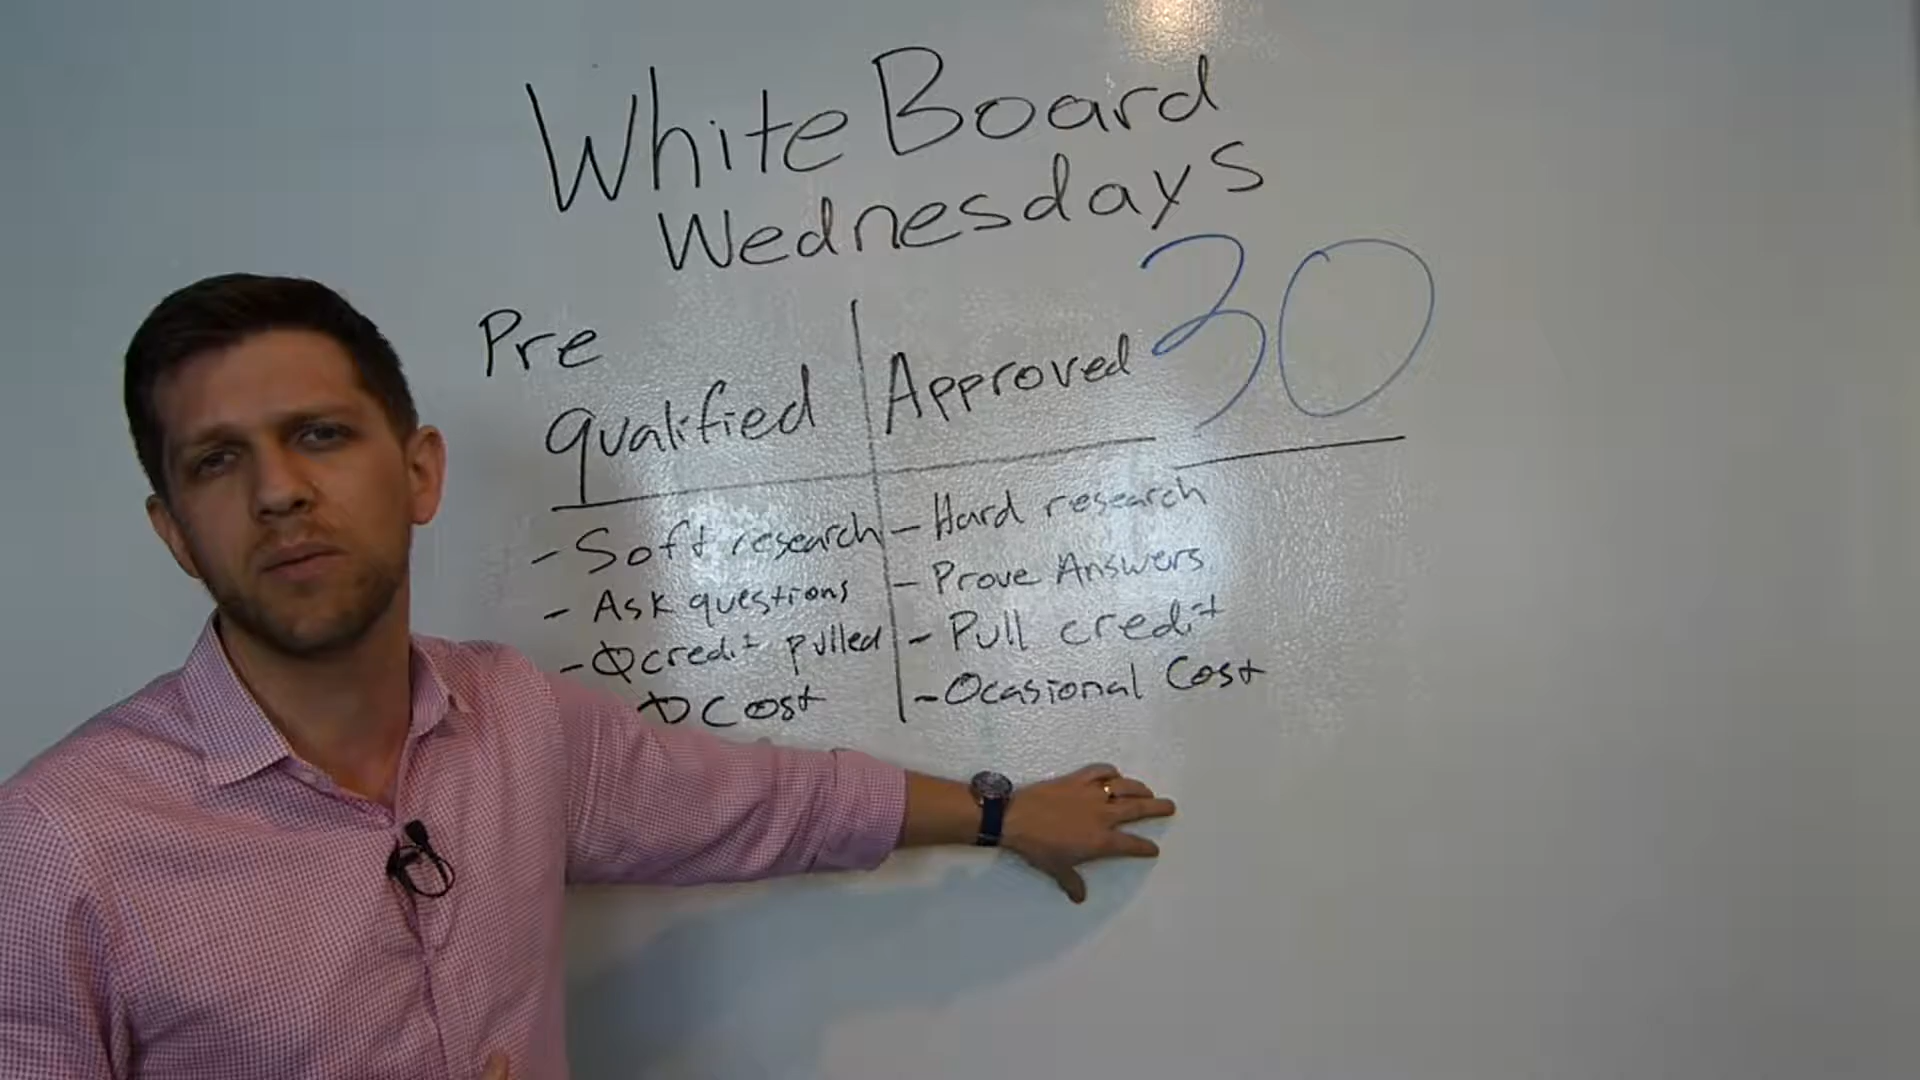 White Board
Wednesdays
30
Pre
qualified
Approved
- Soft research
- Ask questions
- Ø credit pulled
Ø Cost
- Hard research
- Prove Answers
- Pull credit
- Ocasional Cost